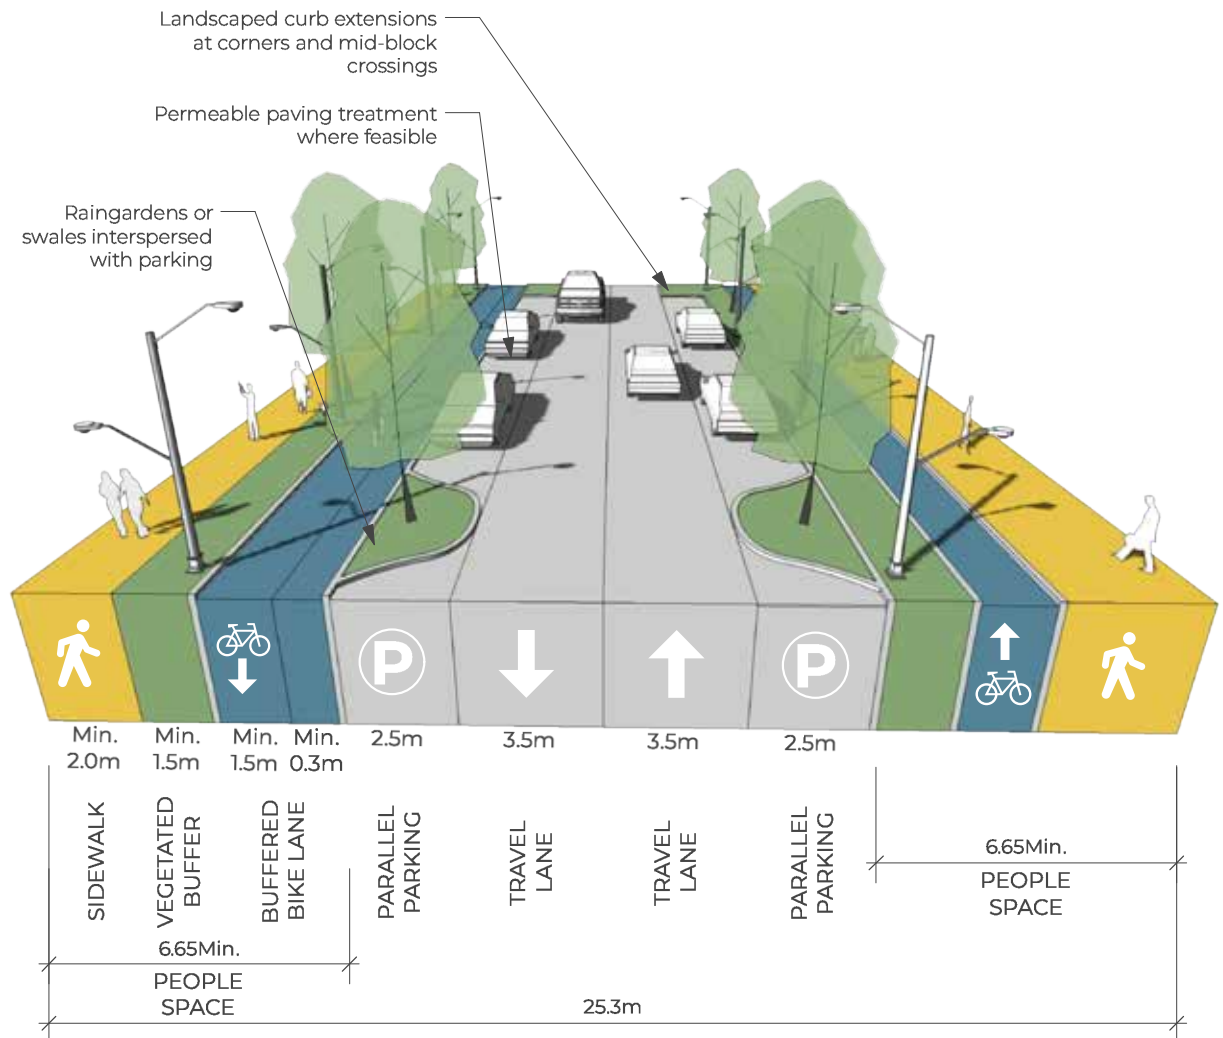 Landscaped curb extensions
at corners and mid-block
crossings
Permeable paving treatment
where feasible
Raingardens or
swales interspersed
with parking
P
P
Min.
2.0m
Min.
1.5m
Min.
1.5m
Min.
0.3m
2.5m
3.5m
3.5m
2.5m
SIDEWALK
VEGETATED
BUFFER
BUFFERED
BIKE LANE
PARALLEL
PARKING
TRAVEL
LANE
TRAVEL
LANE
PARALLEL
PARKING
6.65Min.
PEOPLE
SPACE
6.65Min.
PEOPLE
SPACE
25.3m